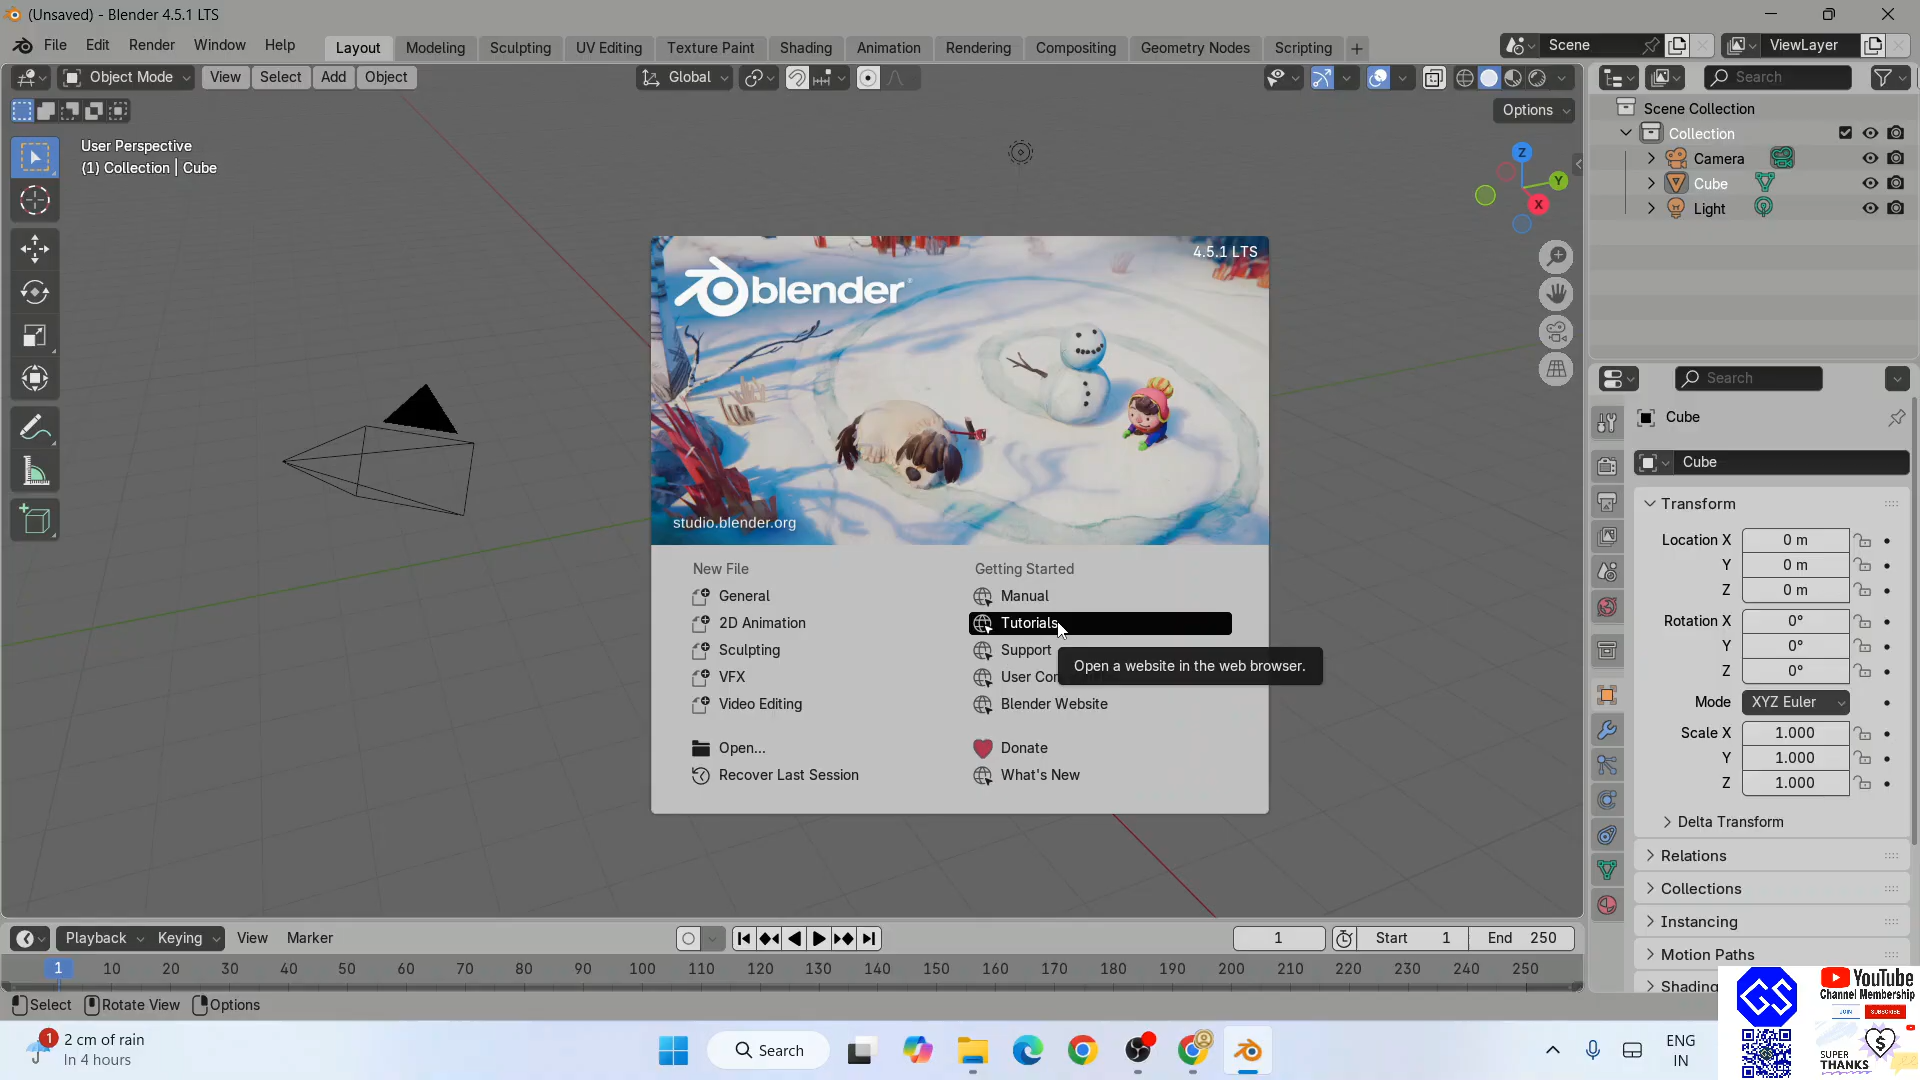 (Unsaved) - Blender 4.5.1 LTS
File Edit Render Window Help Layout Modeling Sculpting UV Editing Texture Paint Shading Animation Rendering Compositing Geometry Nodes Scripting + Scene ViewLayer
Object Mode View Select Add Object Global Search
Options
User Perspective
(1) Collection | Cube
Z
Y
X
Scene Collection
Collection
Camera
Cube
Light
4.5.1 LTS
blender
studio.blender.org
New File
General
2D Animation
Sculpting
VFX
Video Editing
Open...
Recover Last Session
Getting Started
Manual
Tutorials
Support
Open a website in the web browser.
User
Blender Website
Donate
What's New
Search
Cube
Cube
Transform
Location X 0 m
Y 0 m
Z 0 m
Rotation X 0°
Y 0°
Z 0°
Mode XYZ Euler
Scale X 1.000
Y 1.000
Z 1.000
Delta Transform
Relations
Collections
Instancing
Motion Paths
Shading
Playback Keying View Marker 1 Start 1 End 250
1 10 20 30 40 50 60 70 80 90 100 110 120 130 140 150 160 170 180 190 200 210 220 230 240 250
Select Rotate View Options
1
2 cm of rain
In 4 hours
Search
ENG
IN
GS
YouTube
Channel Membership
JOIN SUBSCRIBE
SUPER
THANKS
$